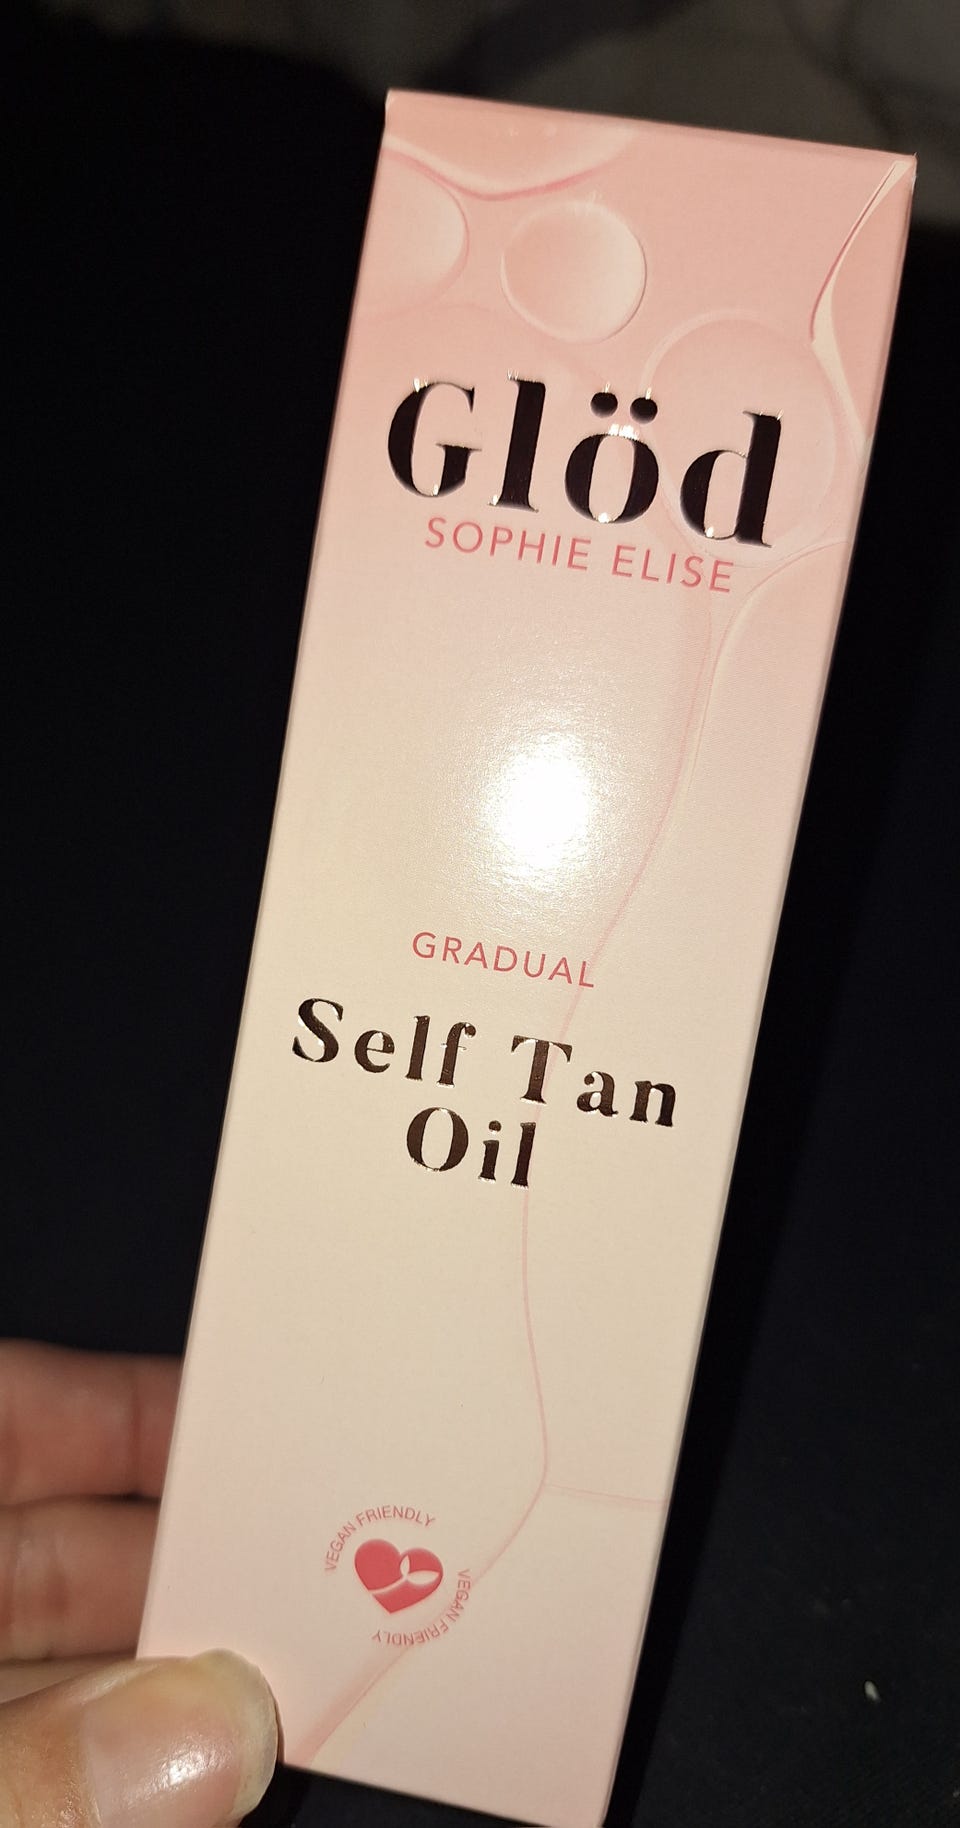 Glöd
SOPHIE ELISE
GRADUAL
Self Tan
Oil
VEGAN FRIENDLY
VEGAN FRIENDLY